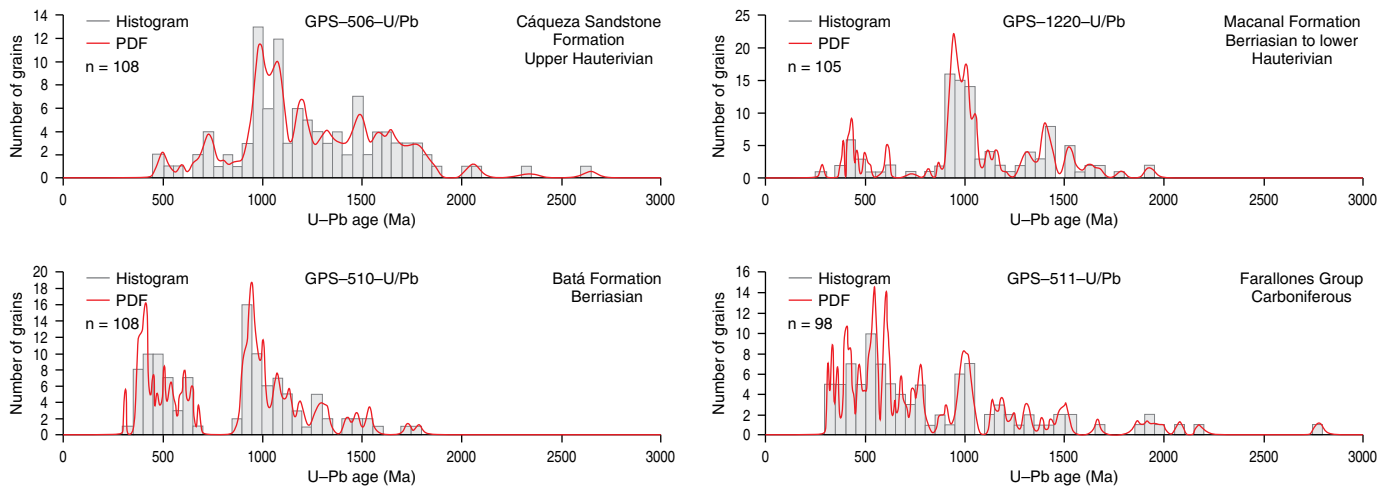 GPS–506–U/Pb
Cáqueza Sandstone
Formation
Upper Hauterivian
Histogram
PDF
n = 108
Number of grains
14
12
10
8
6
4
2
0
0 500 1000 1500 2000 2500 3000
U–Pb age (Ma)
GPS–1220–U/Pb
Macanal Formation
Berriasian to lower
Hauterivian
Histogram
PDF
n = 105
Number of grains
25
20
15
10
5
0
0 500 1000 1500 2000 2500 3000
U–Pb age (Ma)
GPS–510–U/Pb
Batá Formation
Berriasian
Histogram
PDF
n = 108
Number of grains
20
18
16
14
12
10
8
6
4
2
0
0 500 1000 1500 2000 2500 3000
U–Pb age (Ma)
GPS–511–U/Pb
Farallones Group
Carboniferous
Histogram
PDF
n = 98
Number of grains
16
14
12
10
8
6
4
2
0
0 500 1000 1500 2000 2500 3000
U–Pb age (Ma)